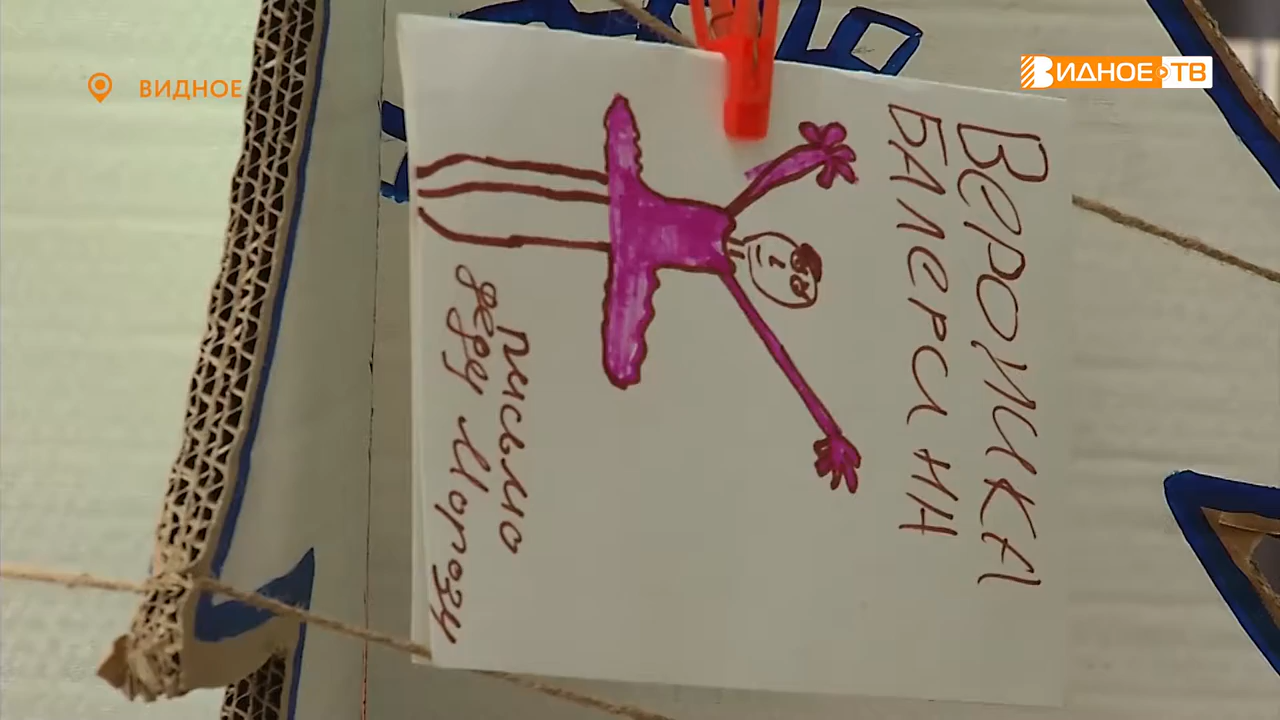 ВИДНОЕ
ВИДНОЕ ТВ
Вероника
Балерина
письмо
деду Морозу